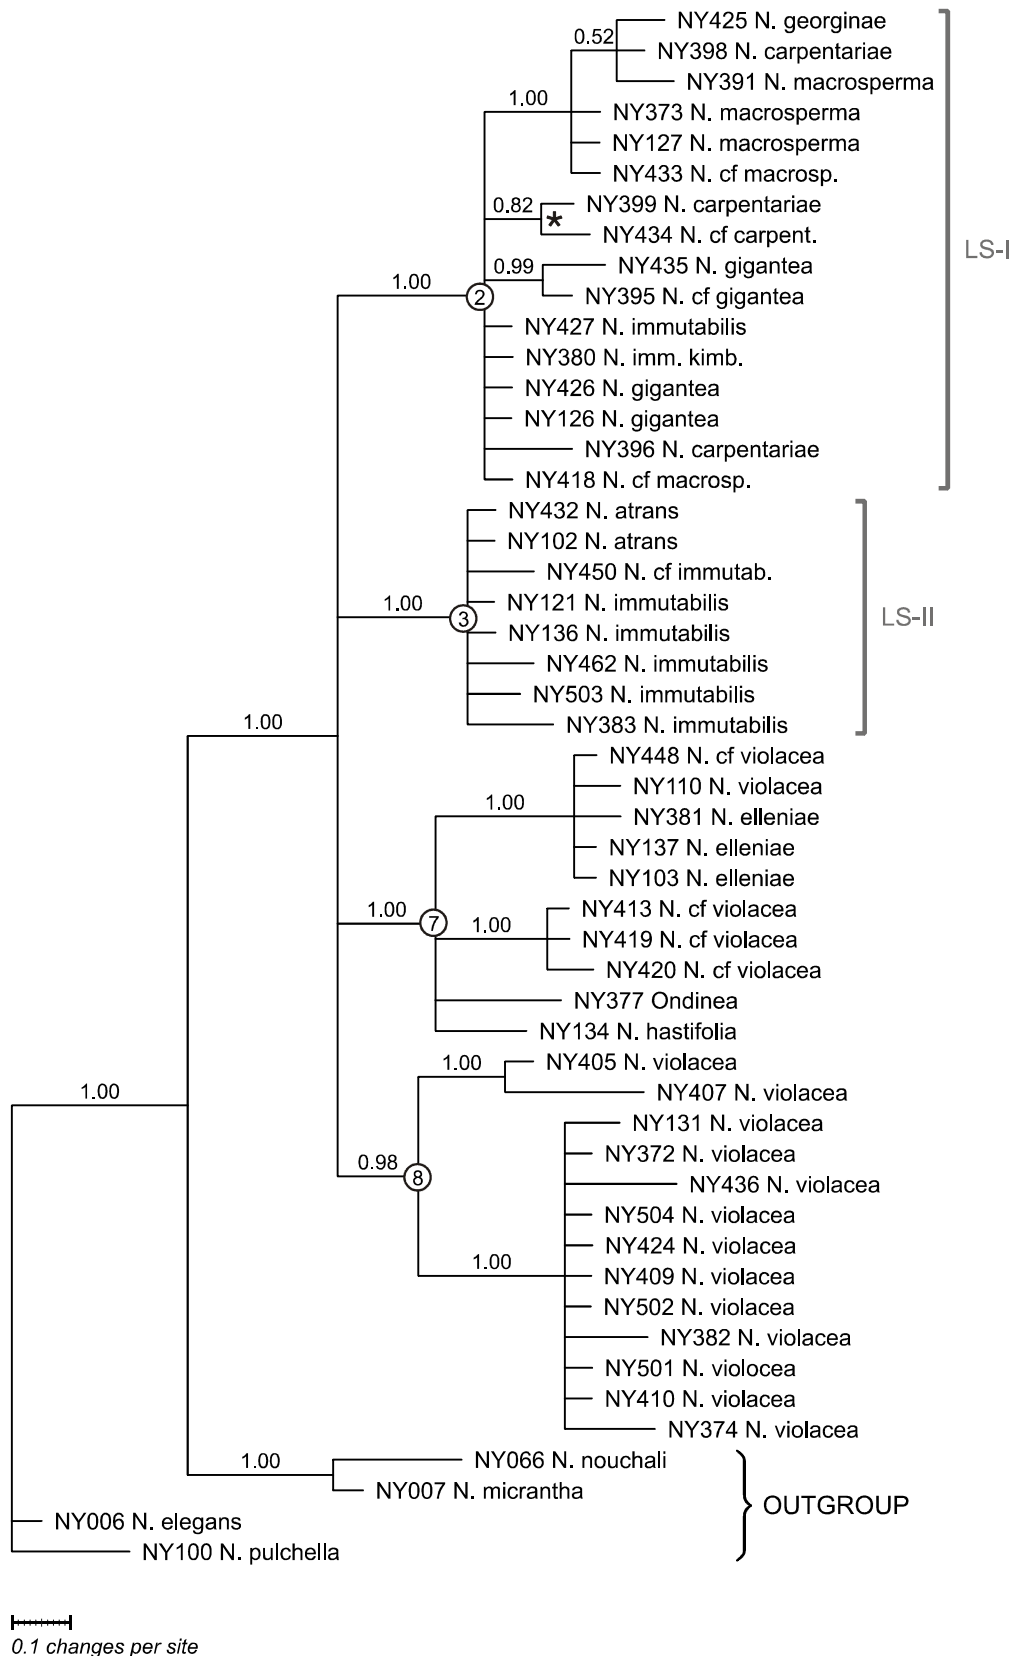 NY425 N. georginae
0.52
NY398 N. carpentariae
NY391 N. macrosperma
1.00
NY373 N. macrosperma
NY127 N. macrosperma
NY433 N. cf macrosp.
0.82
NY399 N. carpentariae
*
NY434 N. cf carpent.
LS-I
0.99
NY435 N. gigantea
1.00
2
NY395 N. cf gigantea
NY427 N. immutabilis
NY380 N. imm. kimb.
NY426 N. gigantea
NY126 N. gigantea
NY396 N. carpentariae
NY418 N. cf macrosp.
NY432 N. atrans
NY102 N. atrans
NY450 N. cf immutab.
1.00
NY121 N. immutabilis
3
LS-II
NY136 N. immutabilis
NY462 N. immutabilis
NY503 N. immutabilis
1.00
NY383 N. immutabilis
NY448 N. cf violacea
NY110 N. violacea
1.00
NY381 N. elleniae
NY137 N. elleniae
NY103 N. elleniae
1.00
7
NY413 N. cf violacea
1.00
NY419 N. cf violacea
NY420 N. cf violacea
NY377 Ondinea
NY134 N. hastifolia
1.00
NY405 N. violacea
1.00
NY407 N. violacea
NY131 N. violacea
NY372 N. violacea
0.98
8
NY436 N. violacea
NY504 N. violacea
NY424 N. violacea
1.00
NY409 N. violacea
NY502 N. violacea
NY382 N. violacea
NY501 N. violocea
NY410 N. violacea
NY374 N. violacea
1.00
NY066 N. nouchali
NY007 N. micrantha
OUTGROUP
NY006 N. elegans
NY100 N. pulchella
0.1 changes per site